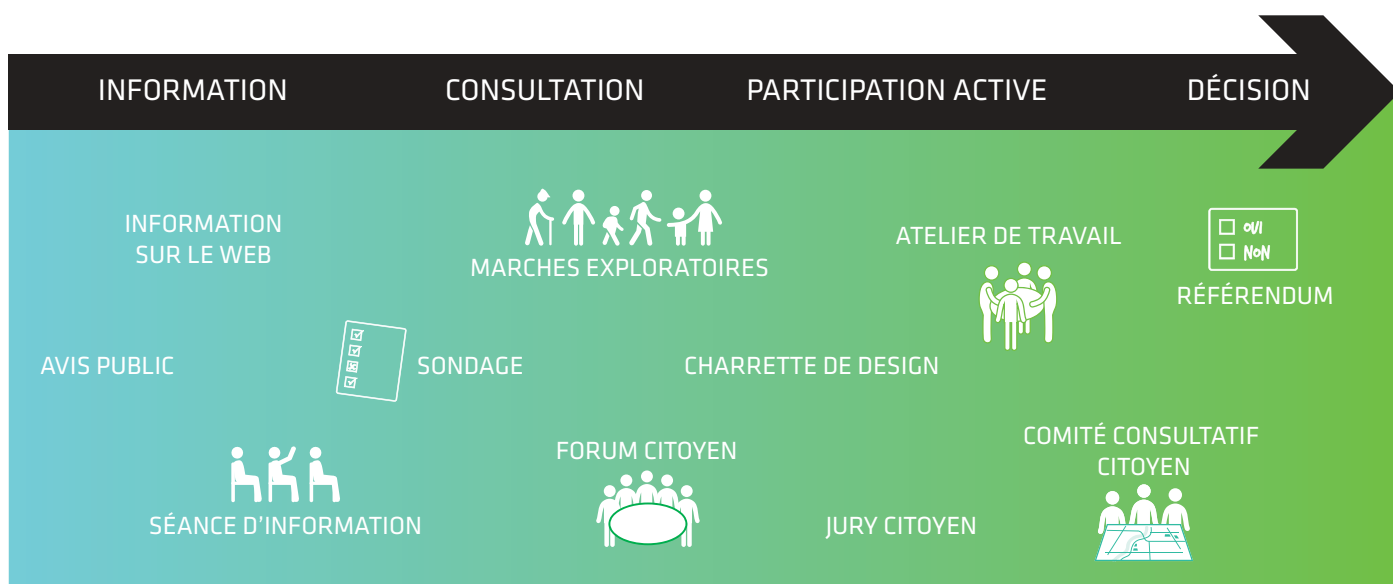 INFORMATION
CONSULTATION
PARTICIPATION ACTIVE
DÉCISION
INFORMATION
SUR LE WEB
MARCHES EXPLORATOIRES
ATELIER DE TRAVAIL
OUI
NON
RÉFÉRENDUM
AVIS PUBLIC
SONDAGE
CHARRETTE DE DESIGN
SÉANCE D'INFORMATION
FORUM CITOYEN
JURY CITOYEN
COMITÉ CONSULTATIF
CITOYEN